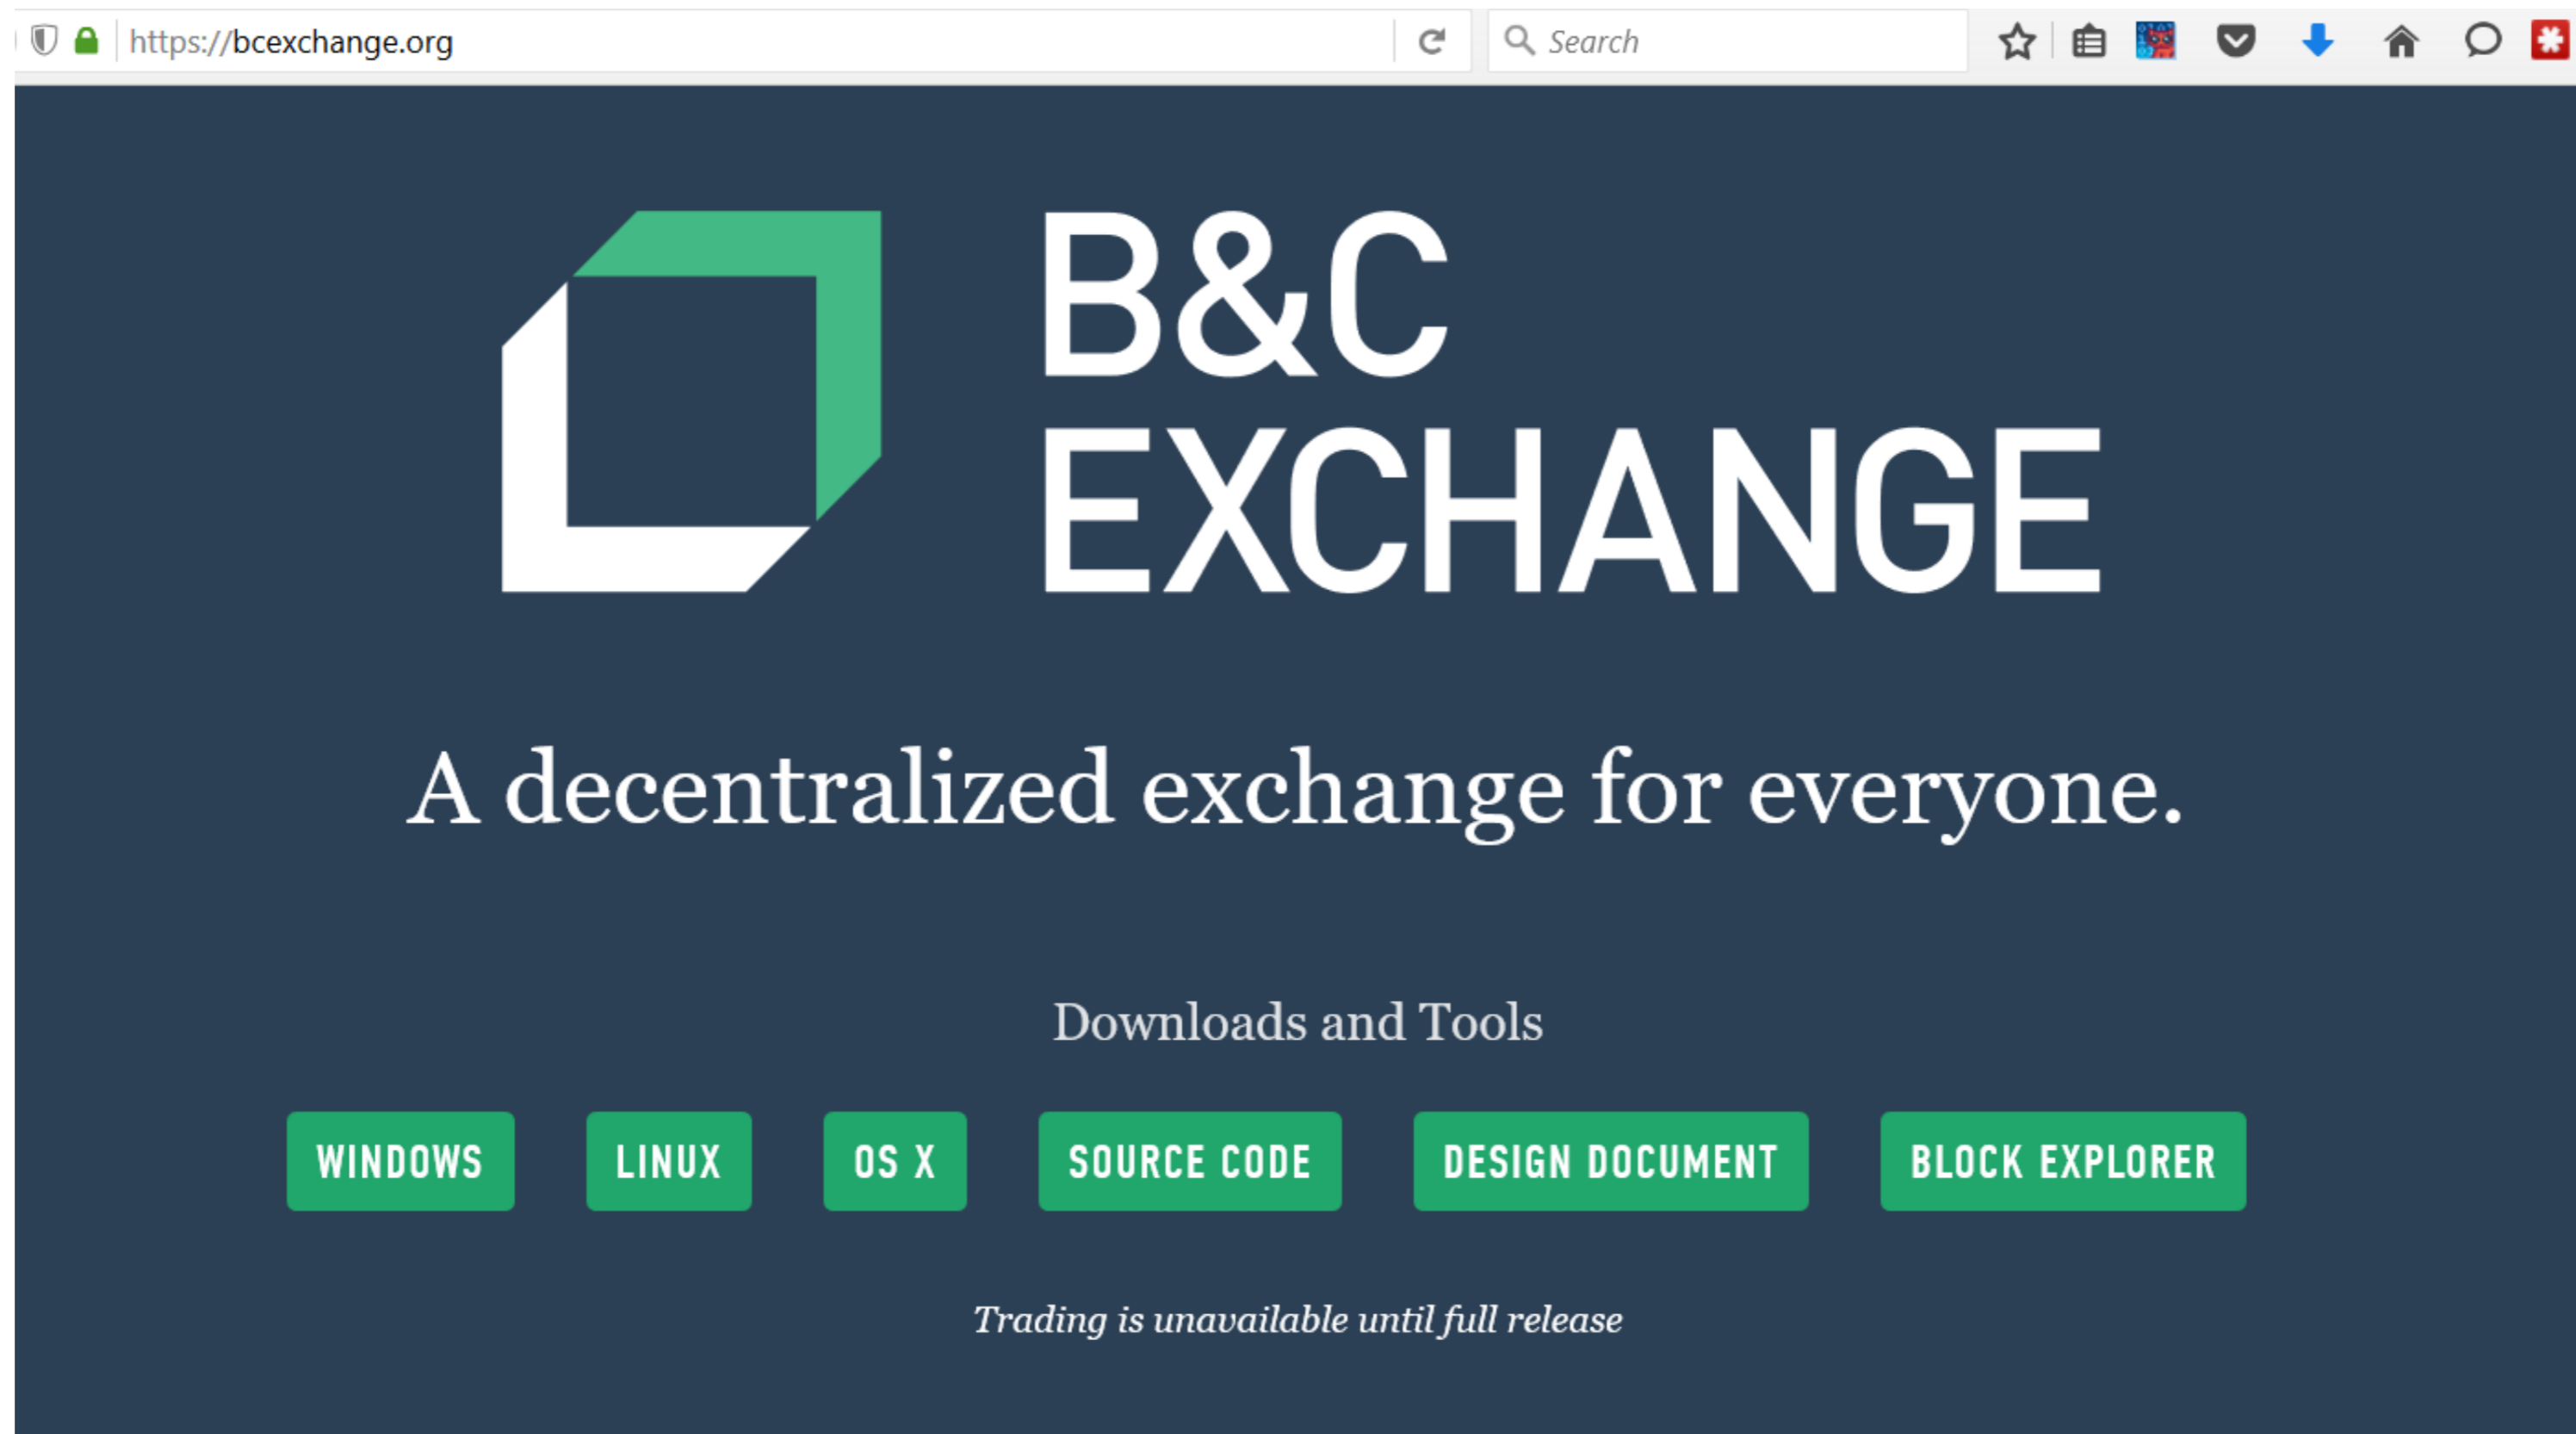 https://bcexchange.org
Search
B&C
EXCHANGE
A decentralized exchange for everyone.
Downloads and Tools
WINDOWS LINUX OS X SOURCE CODE DESIGN DOCUMENT BLOCK EXPLORER
Trading is unavailable until full release